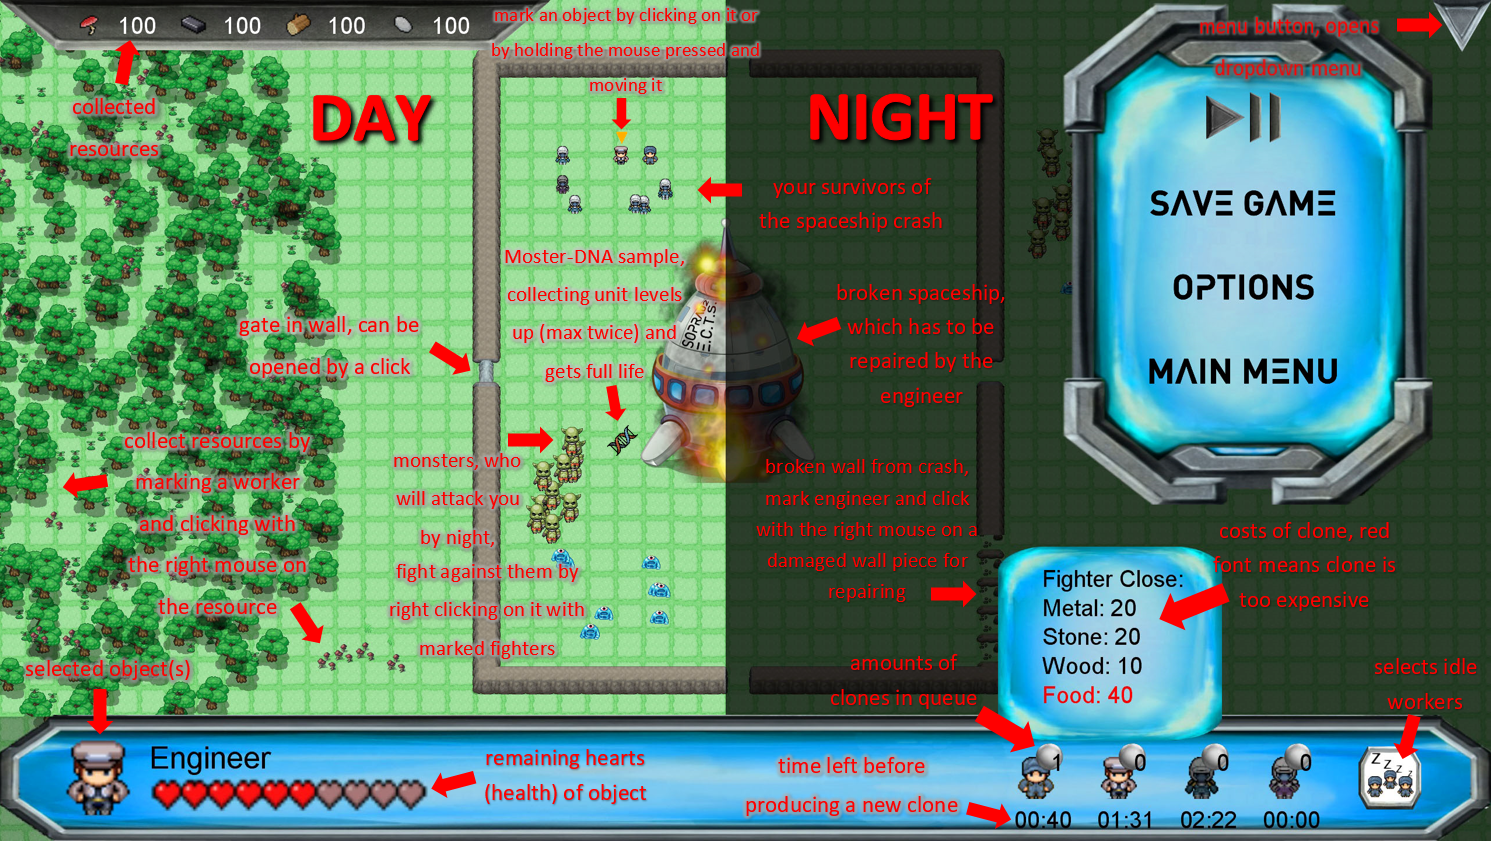 100 100 100 100
mark an object by clicking on it or
by holding the mouse pressed and
moving it
menu button, opens
dropdown menu
collected
resources
DAY
NIGHT
your survivors of
the spaceship crash
SAVE GAME
OPTIONS
MAIN MENU
Moster-DNA sample,
collecting unit levels
up (max twice) and
gets full life
SOPRA
E.C.T.S.
broken spaceship,
which has to be
repaired by the
engineer
gate in wall, can be
opened by a click
collect resources by
marking a worker
and clicking with
the right mouse on
the resource
monsters, who
will attack you
by night,
fight against them by
right clicking on it with
marked fighters
broken wall from crash,
mark engineer and click
with the right mouse on a
damaged wall piece for
repairing
costs of clone, red
font means clone is
too expensive
Fighter Close:
Metal: 20
Stone: 20
Wood: 10
Food: 40
selected object(s)
amounts of
clones in queue
selects idle
workers
Engineer
remaining hearts
(health) of object
time left before
producing a new clone
1 0 0 0
z z z z
00:40 01:31 02:22 00:00